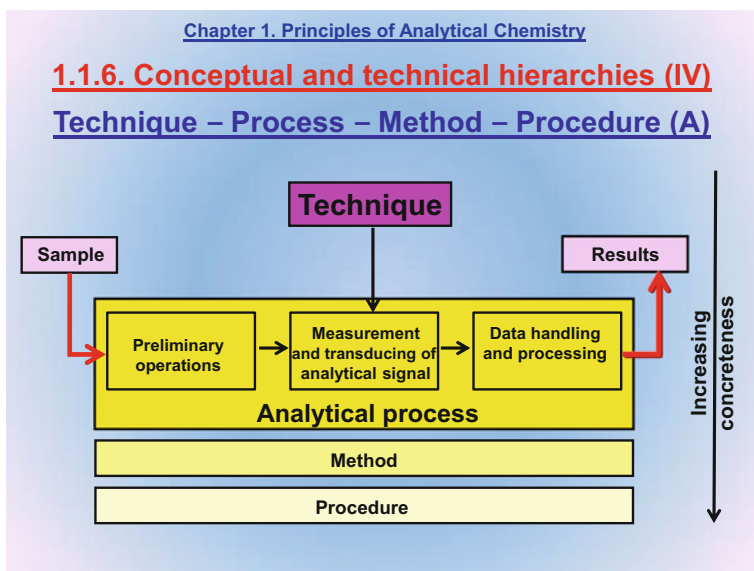 Chapter 1. Principles of Analytical Chemistry
1.1.6. Conceptual and technical hierarchies (IV)
Technique – Process – Method – Procedure (A)
Technique
Sample
Results
Preliminary
operations
Measurement
and transducing of
analytical signal
Data handling
and processing
Analytical process
Method
Procedure
Increasing
concreteness